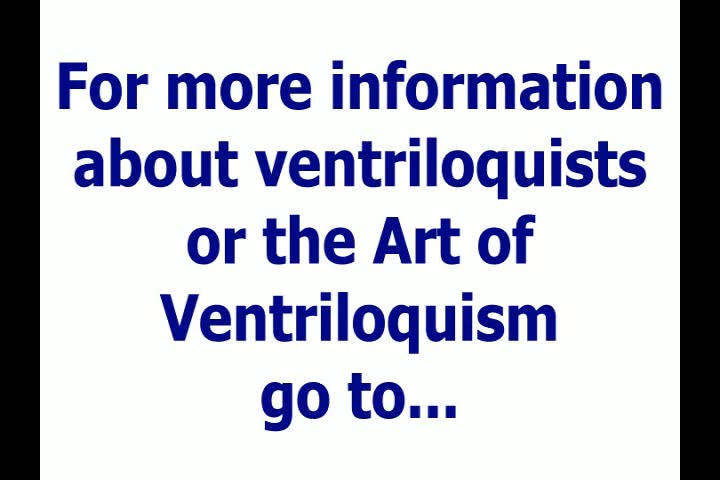 For more information
about ventriloquists
or the Art of
Ventriloquism
go to...